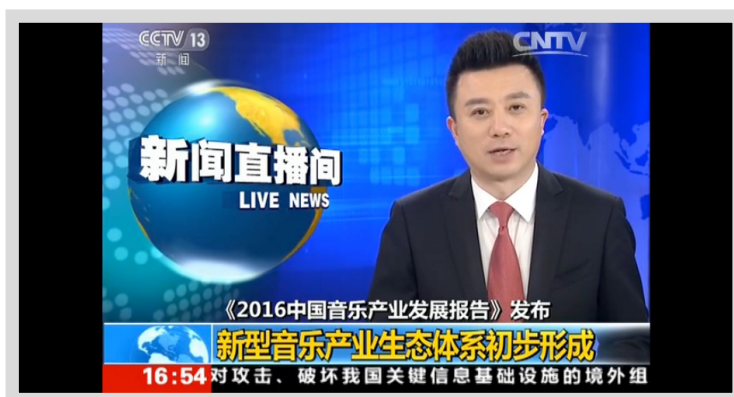 CCTV 13
新闻
CNTV
新闻直播间
LIVE NEWS
《2016中国音乐产业发展报告》发布
新型音乐产业生态体系初步形成
16:54
对攻击、破坏我国关键信息基础设施的境外组